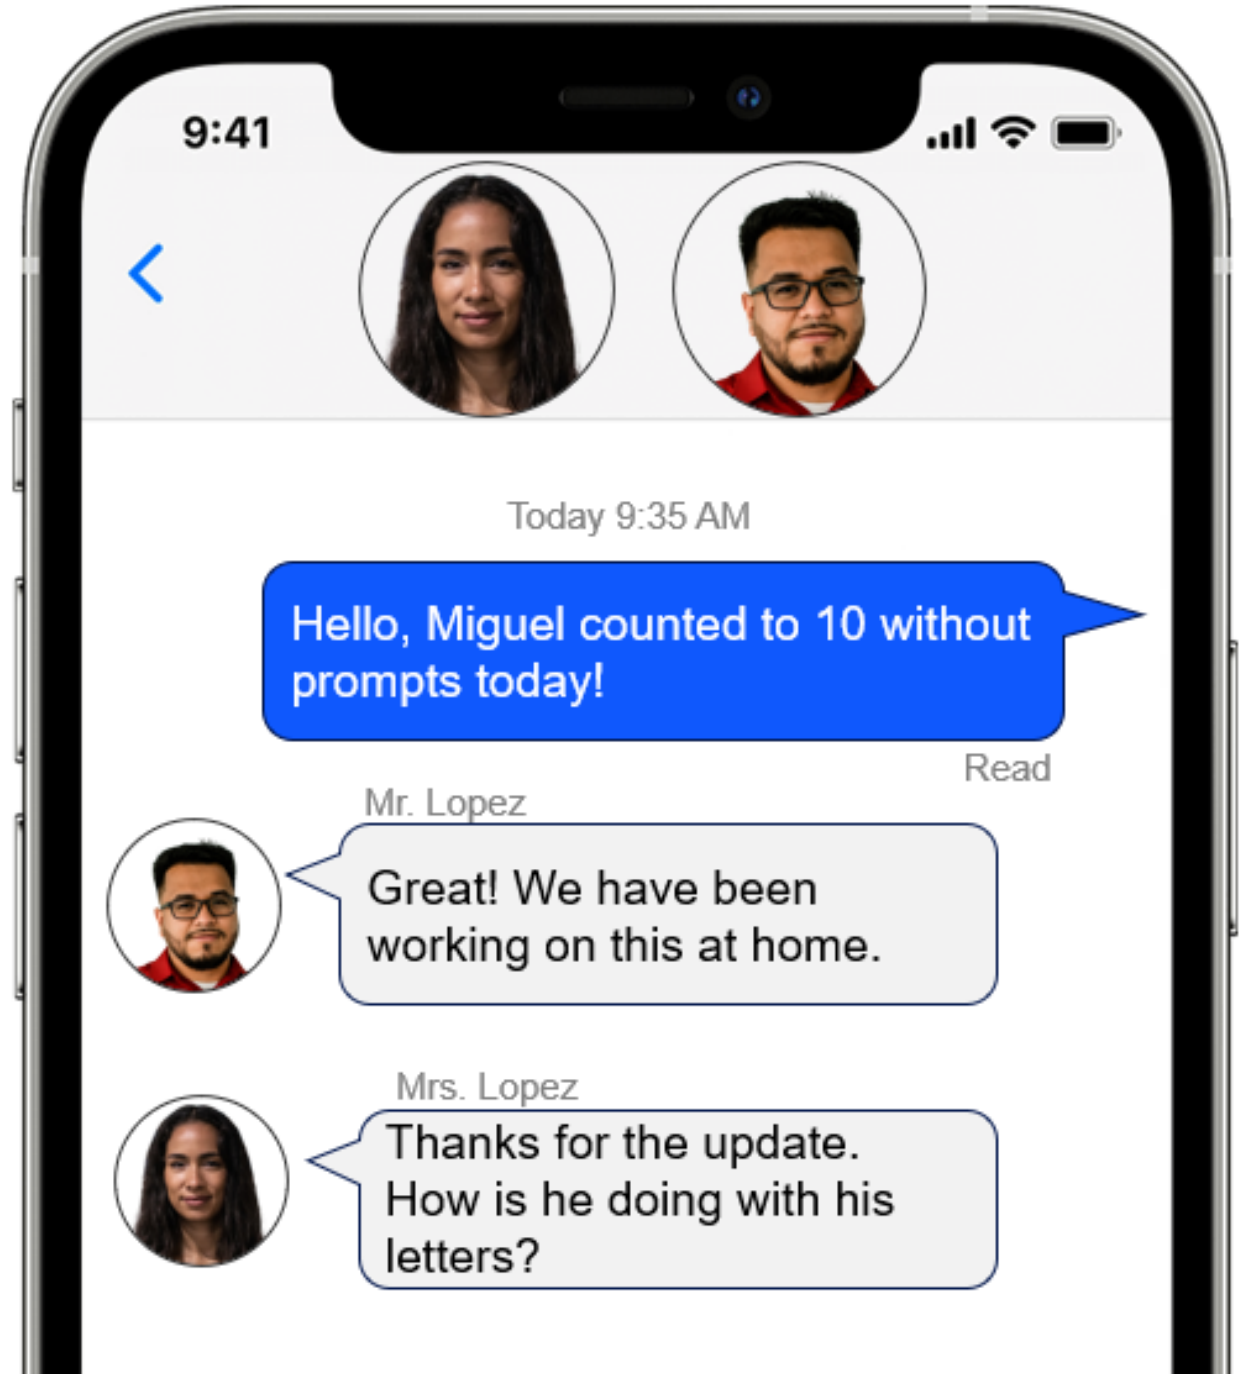 9:41
Today 9:35 AM
Hello, Miguel counted to 10 without
prompts today!
Read
Mr. Lopez
Great! We have been
working on this at home.
Mrs. Lopez
Thanks for the update.
How is he doing with his
letters?